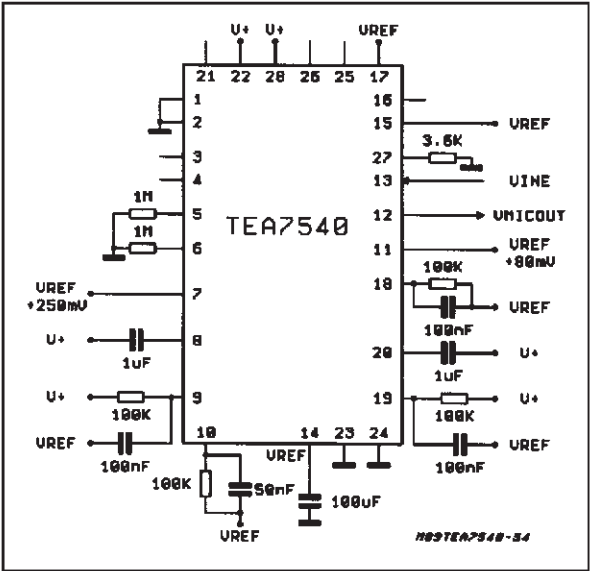 V+ V+ VREF
21 22 28 26 25 17
1 16
2 15 VREF
3 27 3.6K
4 13 VINE
1M
5 TEA7540 12 VMICOUT
1M
6 11 VREF
+80mV
VREF
+250mV
7 18 100K
VREF
100nF
V+ 8 20 V+
1uF 1uF
V+ 9 19 V+
100K 100K
10 14 23 24
VREF VREF VREF
100nF 100nF
100K 50nF 100uF
VREF
M89TEA7540-34